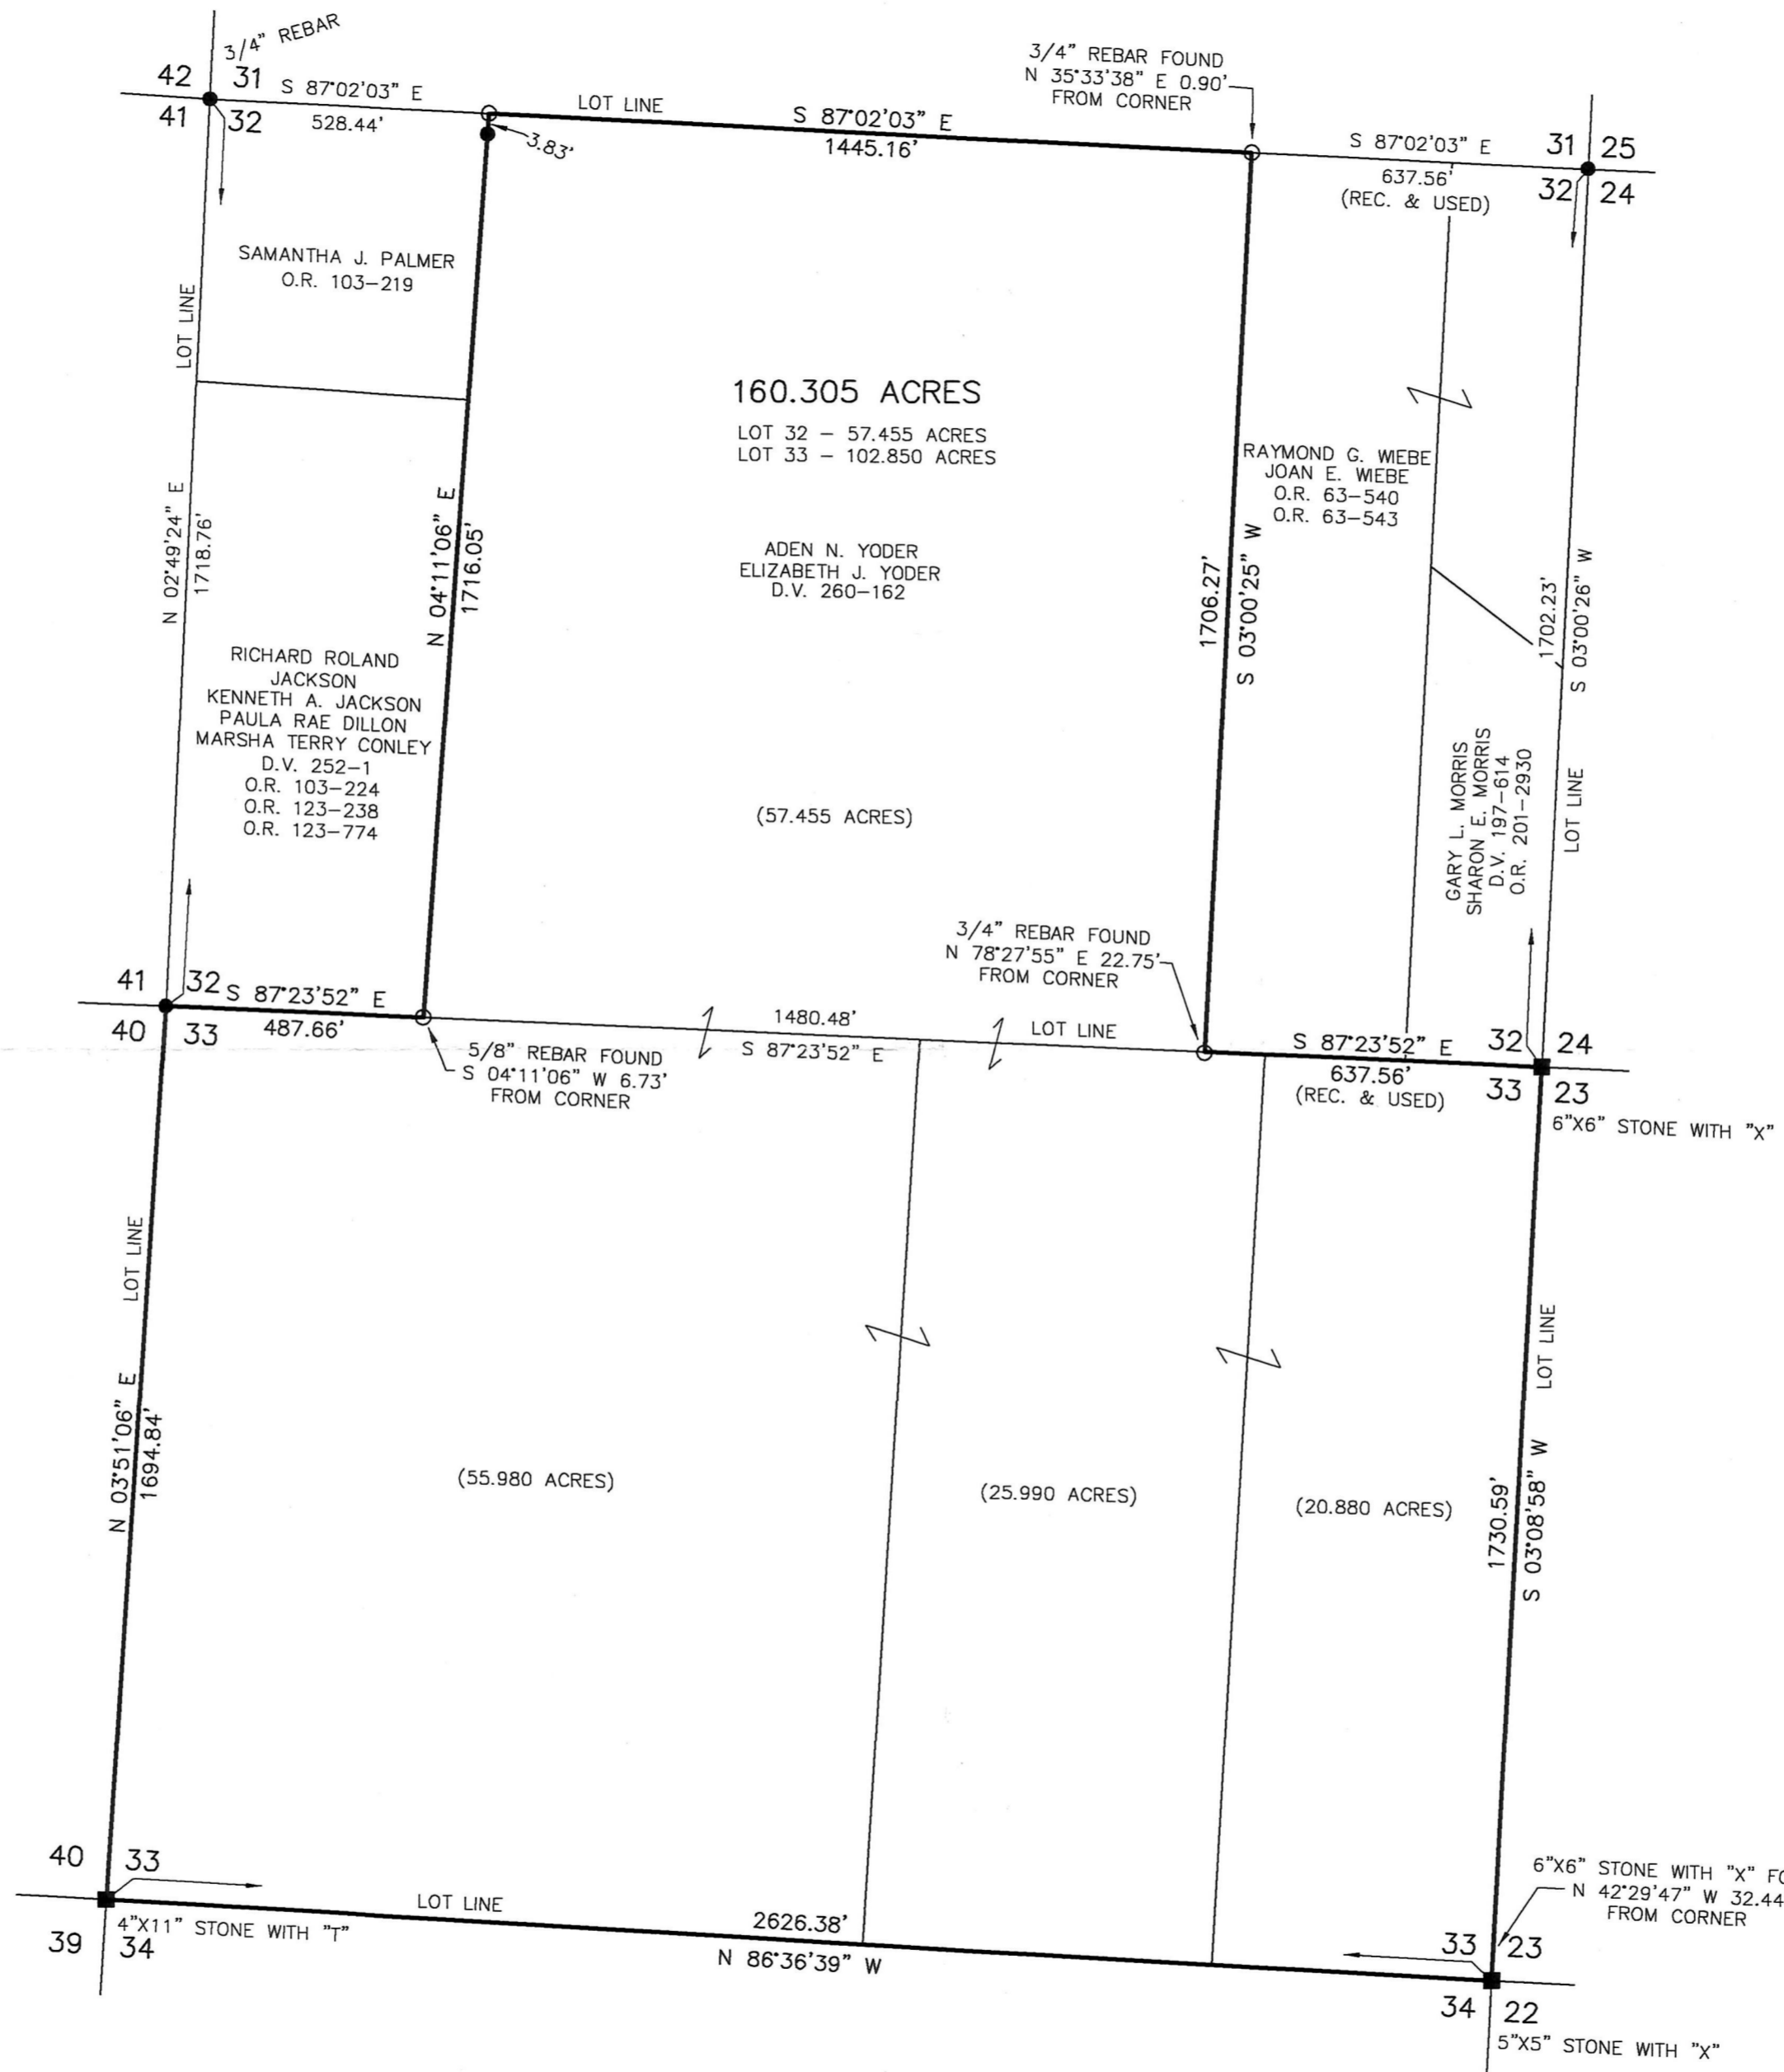 3/4" REBAR
42 31
S 87°02'03" E
41 32
528.44'
3.83'
LOT LINE
S 87°02'03" E
1445.16'
3/4" REBAR FOUND
N 35°33'38" E 0.90'
FROM CORNER
S 87°02'03" E
637.56'
(REC. & USED)
31 25
32 24
SAMANTHA J. PALMER
O.R. 103-219
LOT LINE
N 02°49'24" E
1718.76'
N 04°11'06" E
1716.05'
160.305 ACRES
LOT 32 - 57.455 ACRES
LOT 33 - 102.850 ACRES
ADEN N. YODER
ELIZABETH J. YODER
D.V. 260-162
1706.27'
S 03°00'25" W
RAYMOND G. WIEBE
JOAN E. WIEBE
O.R. 63-540
O.R. 63-543
1702.23'
S 03°00'26" W
LOT LINE
GARY L. MORRIS
SHARON E. MORRIS
D.V. 197-614
O.R. 201-2930
RICHARD ROLAND
JACKSON
KENNETH A. JACKSON
PAULA RAE DILLON
MARSHA TERRY CONLEY
D.V. 252-1
O.R. 103-224
O.R. 123-238
O.R. 123-774
(57.455 ACRES)
3/4" REBAR FOUND
N 78°27'55" E 22.75'
FROM CORNER
41 32
S 87°23'52" E
40 33
487.66'
5/8" REBAR FOUND
S 04°11'06" W 6.73'
FROM CORNER
1480.48'
S 87°23'52" E
LOT LINE
S 87°23'52" E
637.56'
(REC. & USED)
32 24
33 23
6"X6" STONE WITH "X"
LOT LINE
N 03°51'06" E
1694.84'
(55.980 ACRES)
(25.990 ACRES)
(20.880 ACRES)
LOT LINE
1730.59'
S 03°08'58" W
40 33
4"X11" STONE WITH "T"
39 34
LOT LINE
2626.38'
N 86°36'39" W
6"X6" STONE WITH "X"
N 42°29'47" W 32.44
FROM CORNER
33 23
34 22
5"X5" STONE WITH "X"